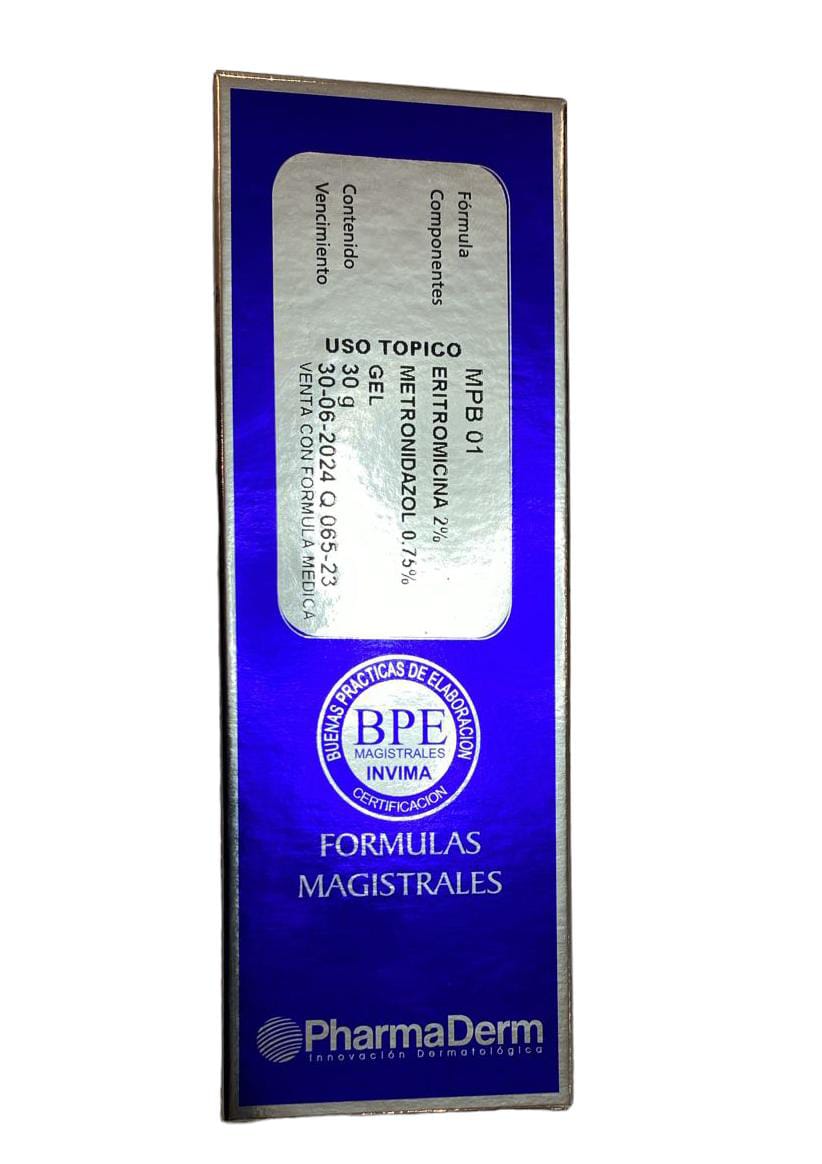 Fórmula MPB 01
Componentes ERITROMICINA 2%
METRONIDAZOL 0.75%
GEL
Contenido 30 g
Vencimiento 30-06-2024 Q 065-23
VENTA CON FORMULA MEDICA
USO TOPICO
BUENAS PRACTICAS DE ELABORACION
BPE
MAGISTRALES
INVIMA
CERTIFICACION
FORMULAS
MAGISTRALES
PharmaDerm
Innovación Dermatológica